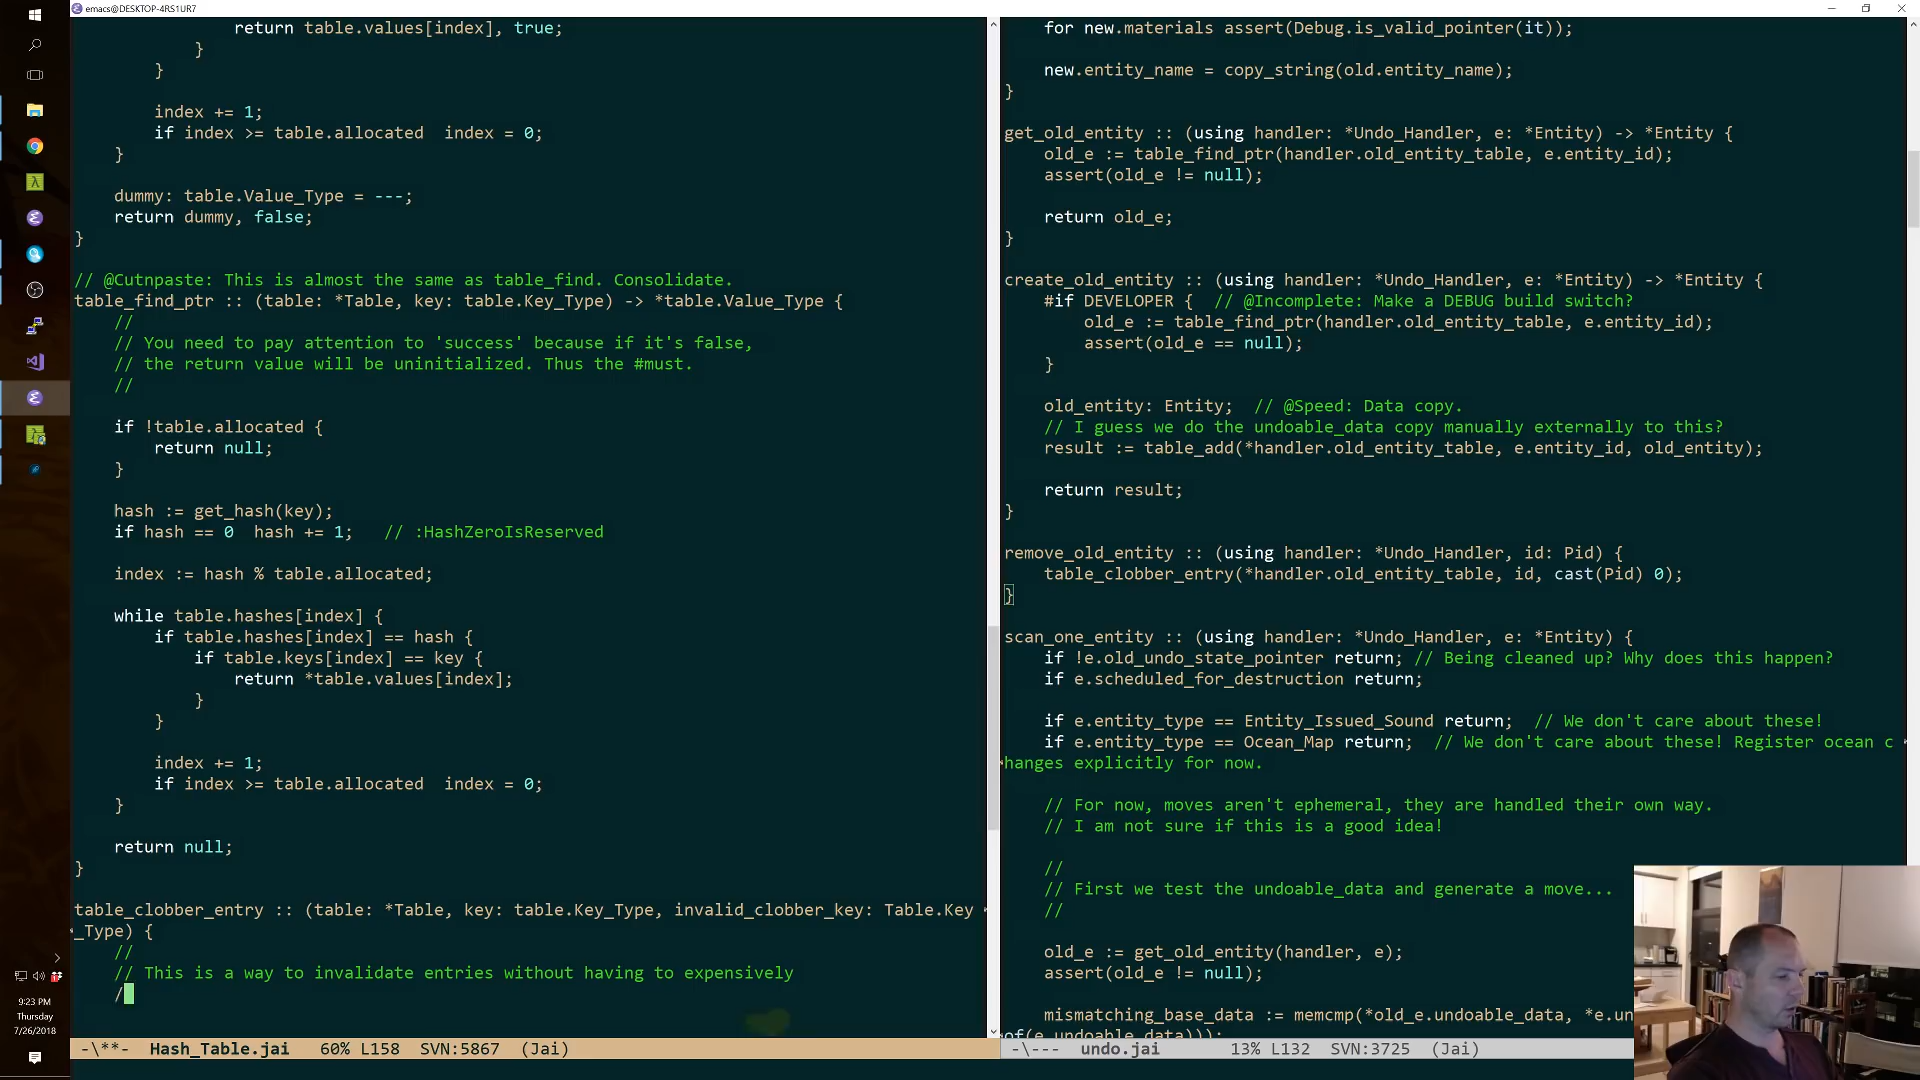 emacs@DESKTOP-4RS1UR7
return table.values[index], true;
}
}
index += 1;
if index >= table.allocated  index = 0;
}
dummy: table.Value_Type = ---;
return dummy, false;
}
// @Cutnpaste: This is almost the same as table_find. Consolidate.
table_find_ptr :: (table: *Table, key: table.Key_Type) -> *table.Value_Type {
//
// You need to pay attention to 'success' because if it's false,
// the return value will be uninitialized. Thus the #must.
//
if !table.allocated {
return null;
}
hash := get_hash(key);
if hash == 0  hash += 1;   // :HashZeroIsReserved
index := hash % table.allocated;
while table.hashes[index] {
if table.hashes[index] == hash {
if table.keys[index] == key {
return *table.values[index];
}
}
index += 1;
if index >= table.allocated  index = 0;
}
return null;
}
table_clobber_entry :: (table: *Table, key: table.Key_Type, invalid_clobber_key: Table.Key
_Type) {
//
// This is a way to invalidate entries without having to expensively
/
-\**-  Hash_Table.jai   60% L158  SVN:5867  (Jai)
for new.materials assert(Debug.is_valid_pointer(it));
new.entity_name = copy_string(old.entity_name);
}
get_old_entity :: (using handler: *Undo_Handler, e: *Entity) -> *Entity {
old_e := table_find_ptr(handler.old_entity_table, e.entity_id);
assert(old_e != null);
return old_e;
}
create_old_entity :: (using handler: *Undo_Handler, e: *Entity) -> *Entity {
#if DEVELOPER {  // @Incomplete: Make a DEBUG build switch?
old_e := table_find_ptr(handler.old_entity_table, e.entity_id);
assert(old_e == null);
}
old_entity: Entity;  // @Speed: Data copy.
// I guess we do the undoable_data copy manually externally to this?
result := table_add(*handler.old_entity_table, e.entity_id, old_entity);
return result;
}
remove_old_entity :: (using handler: *Undo_Handler, id: Pid) {
table_clobber_entry(*handler.old_entity_table, id, cast(Pid) 0);
}
scan_one_entity :: (using handler: *Undo_Handler, e: *Entity) {
if !e.old_undo_state_pointer return; // Being cleaned up? Why does this happen?
if e.scheduled_for_destruction return;
if e.entity_type == Entity_Issued_Sound return;  // We don't care about these!
if e.entity_type == Ocean_Map return;  // We don't care about these! Register ocean c
hanges explicitly for now.
// For now, moves aren't ephemeral, they are handled their own way.
// I am not sure if this is a good idea!
//
// First we test the undoable_data and generate a move...
//
old_e := get_old_entity(handler, e);
assert(old_e != null);
mismatching_base_data := memcmp(*old_e.undoable_data, *e.un
of(e.undoable_data)));
-\---  undo.jai   13% L132  SVN:3725  (Jai)
9:23 PM
Thursday
7/26/2018